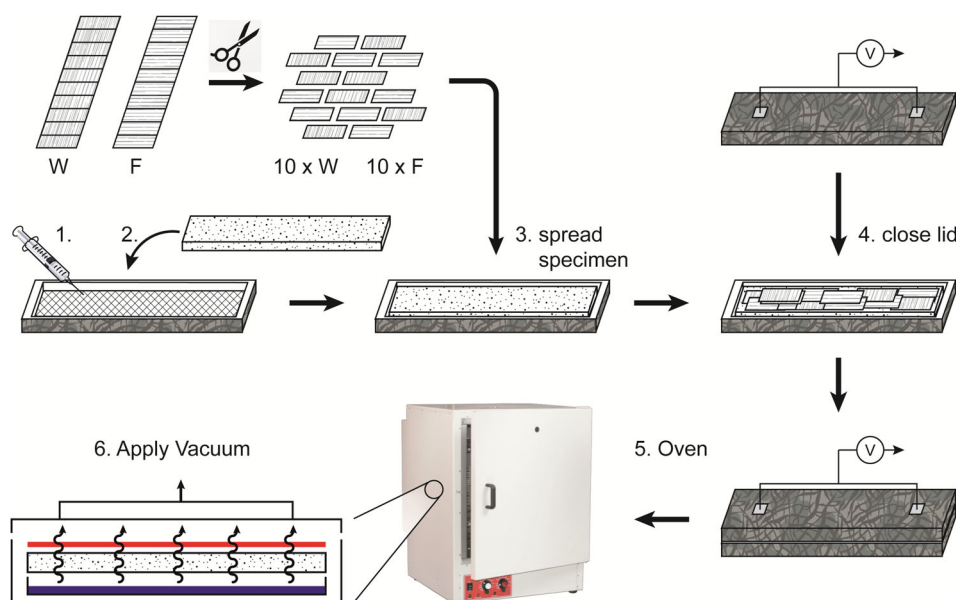 W
F
10 x W
10 x F
V
1.
2.
3. spread
specimen
4. close lid
6. Apply Vacuum
5. Oven
V